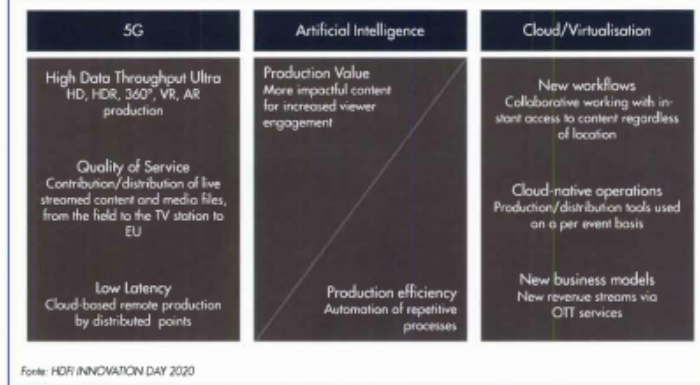 5G
High Data Throughput Ultra
HD, HDR, 360°, VR, AR
production
Quality of Service
Contribution/distribution of live
streamed content and media files,
from the field to the TV station to
EU
Low Latency
Cloud-based remote production
by distributed points
Artificial Intelligence
Production Value
More impactful content
for increased viewer
engagement
Production efficiency
Automation of repetitive
processes
Cloud/Virtualisation
New workflows
Collaborative working with in-
stant access to content regardless
of location
Cloud-native operations
Production/distribution tools used
on a per event basis
New business models
New revenue streams via
OTT services
Fonte: HDFI INNOVATION DAY 2020